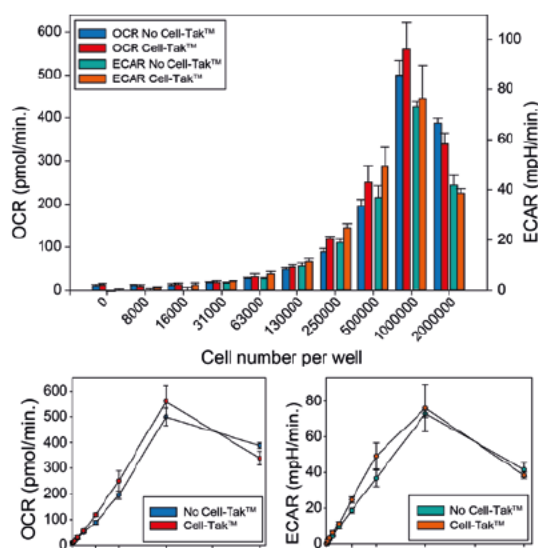 600
500
400
300
200
100
0
OCR (pmol/min.)
OCR No Cell-Tak™
OCR Cell-Tak™
ECAR No Cell-Tak™
ECAR Cell-Tak™
100
80
60
40
20
0
ECAR (mpH/min.)
0 8000 16000 31000 63000 130000 250000 500000 1000000 2000000
Cell number per well
600
500
400
300
200
100
0
OCR (pmol/min.)
No Cell-Tak™
Cell-Tak™
80
60
40
20
0
ECAR (mpH/min.)
No Cell-Tak™
Cell-Tak™